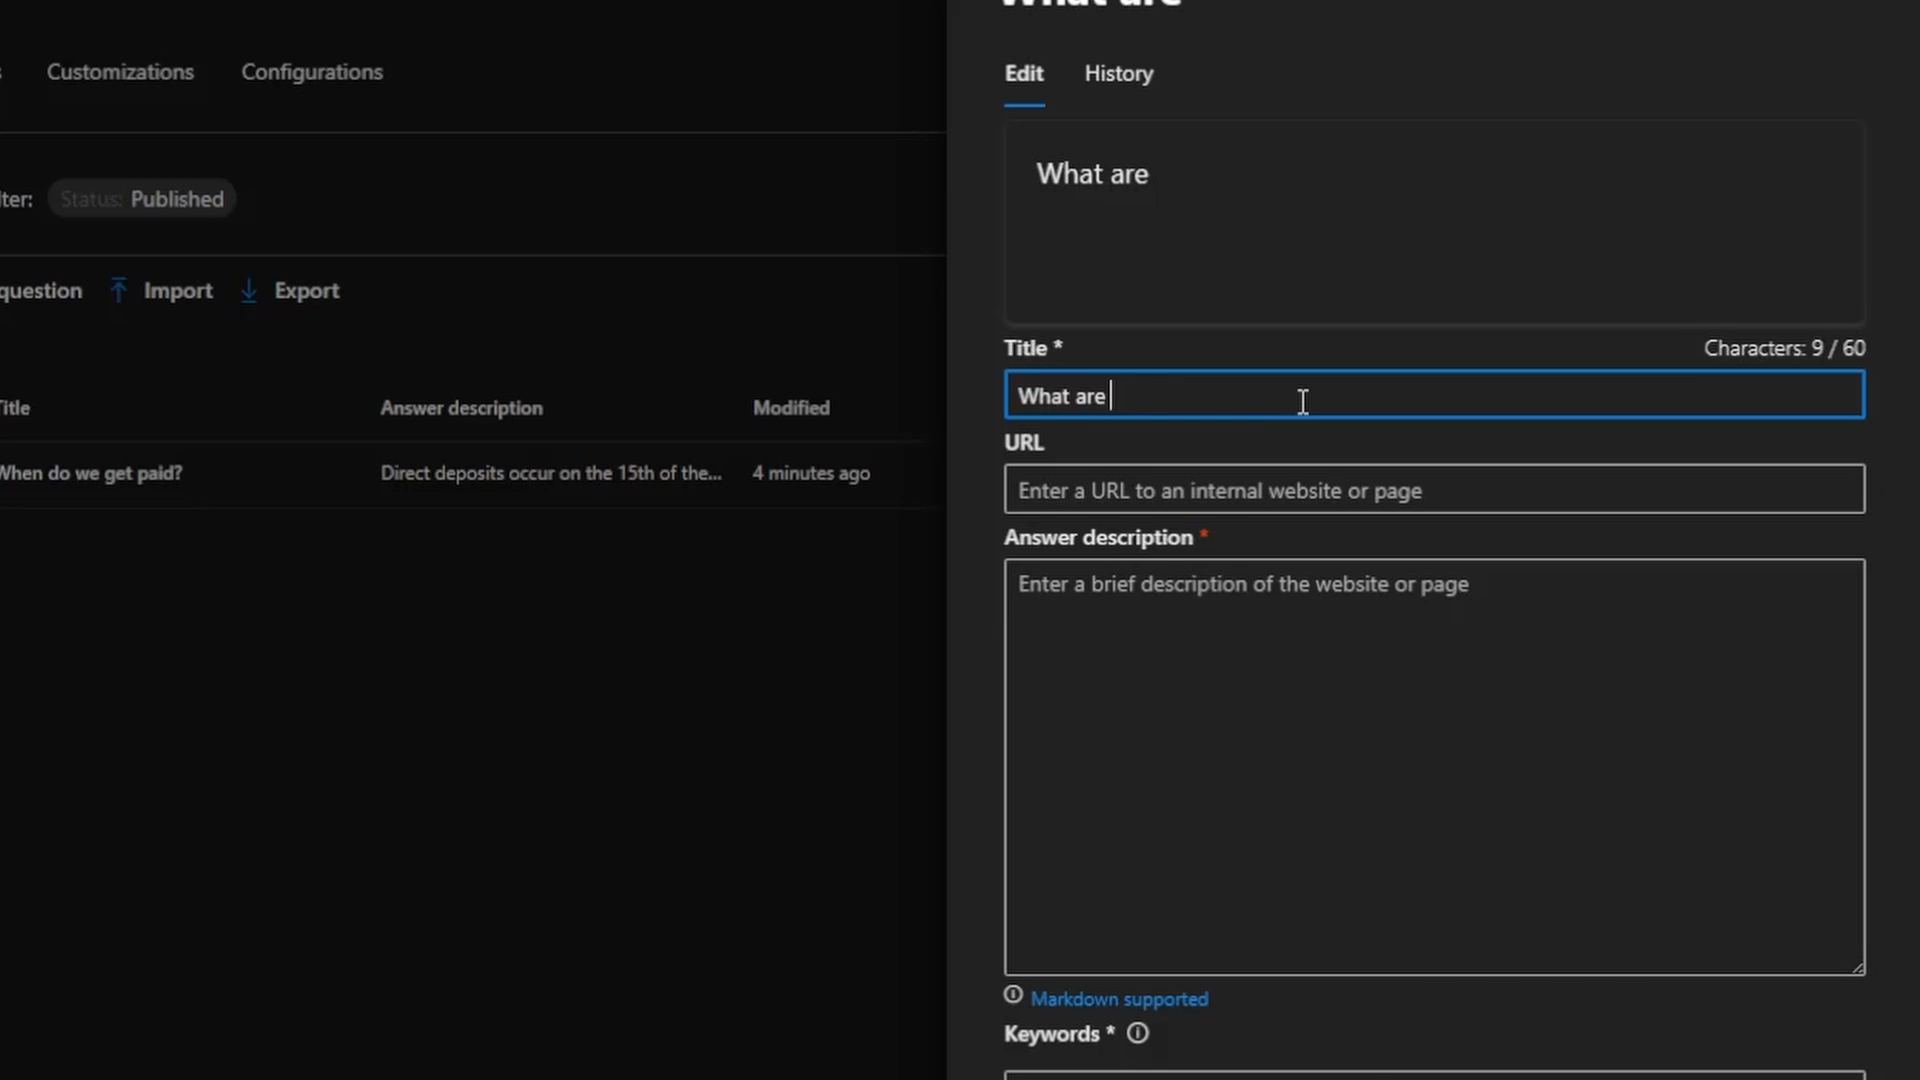 What are
Customizations
Configurations
Edit
History
What are
Status: Published
question
Import
Export
Title *
Characters: 9 / 60
What are
URL
Enter a URL to an internal website or page
Answer description *
Enter a brief description of the website or page
Title
Answer description
Modified
When do we get paid?
Direct deposits occur on the 15th of the...
4 minutes ago
Markdown supported
Keywords *